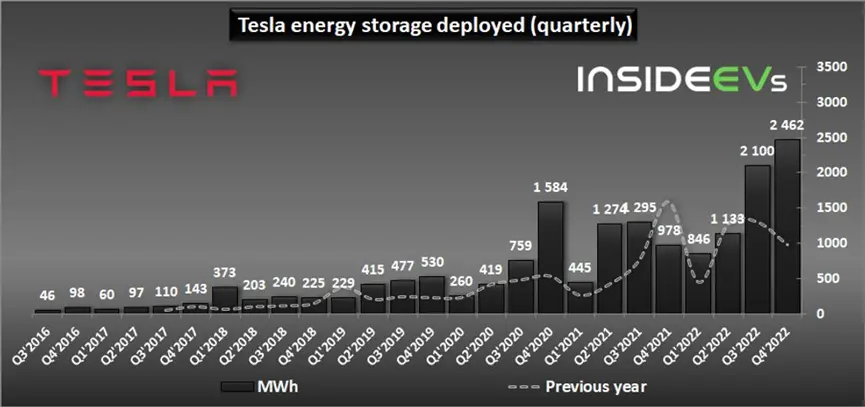 Tesla energy storage deployed (quarterly)
TESLA
INSIDEEVs
3500
3000
2500
2000
1500
1000
500
0
46
98
60
97
110
143
373
203
240
225
229
415
477
530
260
419
759
1 584
445
1 274
1 295
978
846
1 133
2 100
2 462
Q3'2016
Q4'2016
Q1'2017
Q2'2017
Q3'2017
Q4'2017
Q1'2018
Q2'2018
Q3'2018
Q4'2018
Q1'2019
Q2'2019
Q3'2019
Q4'2019
Q1'2020
Q2'2020
Q3'2020
Q4'2020
Q1'2021
Q2'2021
Q3'2021
Q4'2021
Q1'2022
Q2'2022
Q3'2022
Q4'2022
MWh
Previous year